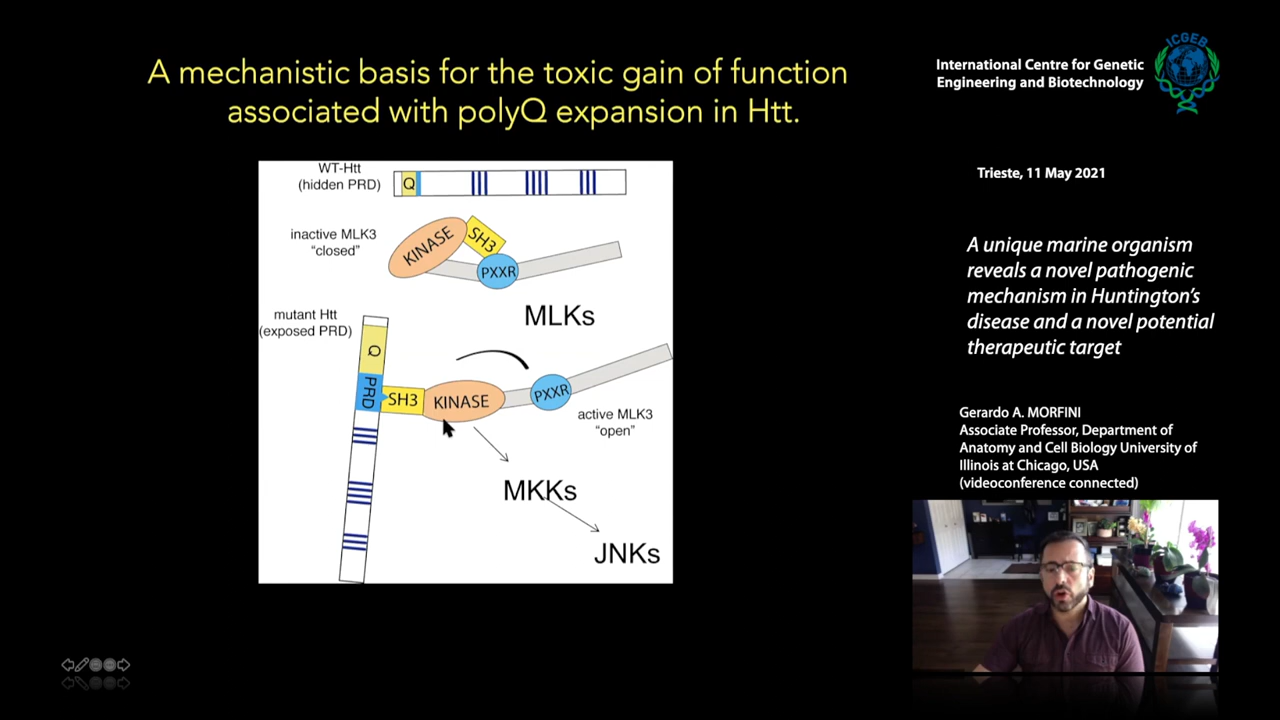 A mechanistic basis for the toxic gain of function
associated with polyQ expansion in Htt.
WT-Htt
(hidden PRD)
Q
inactive MLK3
"closed"
KINASE
SH3
PXXR
MLKs
mutant Htt
(exposed PRD)
Q
PRD
SH3
KINASE
PXXR
active MLK3
"open"
MKKs
JNKs
International Centre for Genetic
Engineering and Biotechnology
ICGEB
Trieste, 11 May 2021
A unique marine organism
reveals a novel pathogenic
mechanism in Huntington's
disease and a novel potential
therapeutic target
Gerardo A. MORFINI
Associate Professor, Department of
Anatomy and Cell Biology University of
Illinois at Chicago, USA
(videoconference connected)